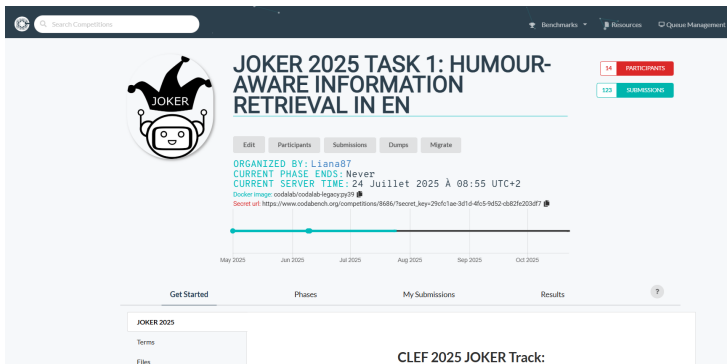 Search Competitions
Benchmarks
Resources
Queue Management
JOKER
JOKER 2025 TASK 1: HUMOUR-
AWARE INFORMATION
RETRIEVAL IN EN
14 PARTICIPANTS
123 SUBMISSIONS
Edit
Participants
Submissions
Dumps
Migrate
ORGANIZED BY: Liana87
CURRENT PHASE ENDS: Never
CURRENT SERVER TIME: 24 Juillet 2025 À 08:55 UTC+2
Docker image: codalab/codalab-legacy:py39
Secret url: https://www.codabench.org/competitions/8686/?secret_key=29cfc1ae-3d1d-4fc5-9d52-cb82fe203df7
May 2025
Jun 2025
Jul 2025
Aug 2025
Sep 2025
Oct 2025
Get Started
Phases
My Submissions
Results
?
JOKER 2025
Terms
Files
CLEF 2025 JOKER Track: